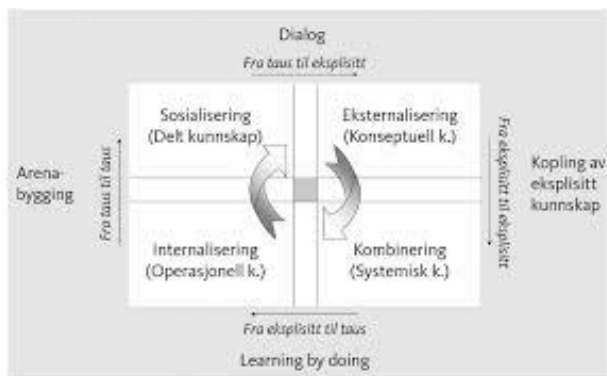 Dialog
Fra taus til eksplisitt
Sosialisering
(Delt kunnskap)
Eksternalisering
(Konseptuell k.)
Arena-
bygging
Fra taus til taus
Fra eksplisitt til eksplisitt
Kopling av
eksplisitt
kunnskap
Internalisering
(Operasjonell k.)
Kombinering
(Systemisk k.)
Fra eksplisitt til taus
Learning by doing